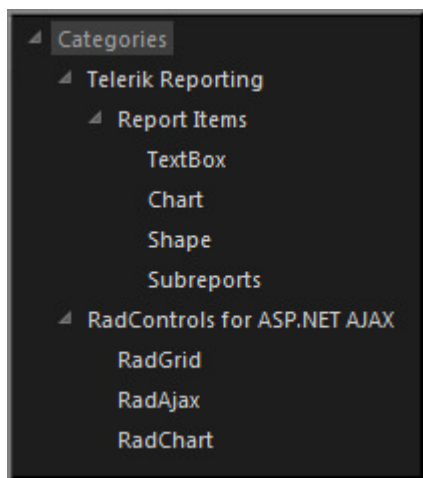 Categories
Telerik Reporting
Report Items
TextBox
Chart
Shape
Subreports
RadControls for ASP.NET AJAX
RadGrid
RadAjax
RadChart